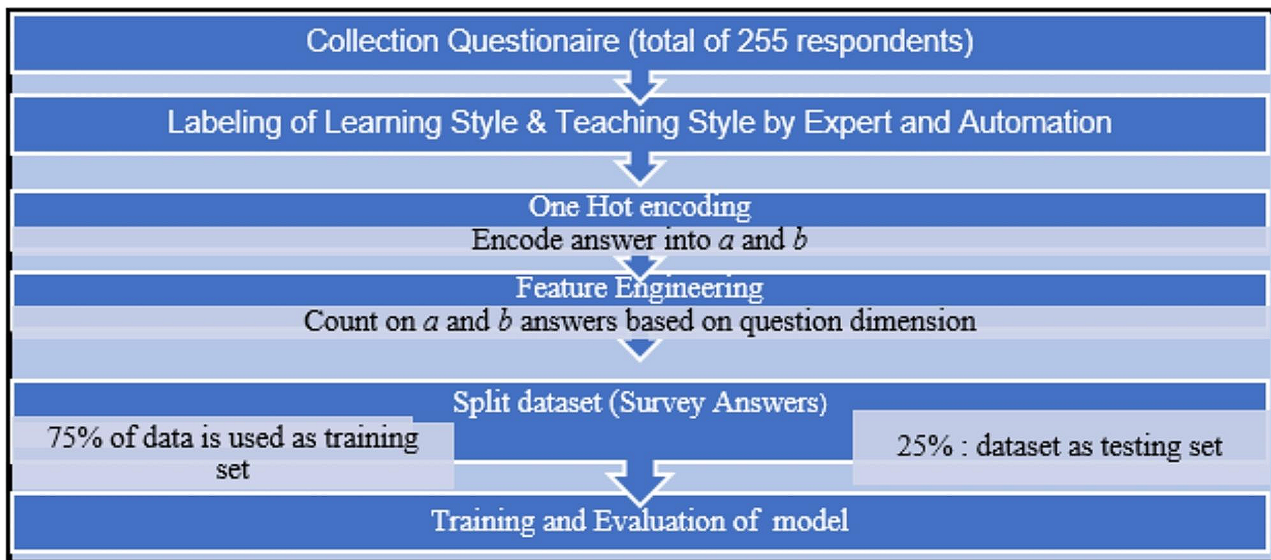 Collection Questionaire (total of 255 respondents)
Labeling of Learning Style & Teaching Style by Expert and Automation
One Hot encoding
Encode answer into a and b
Feature Engineering
Count on a and b answers based on question dimension
Split dataset (Survey Answers)
75% of data is used as training
set
25% : dataset as testing set
Training and Evaluation of model